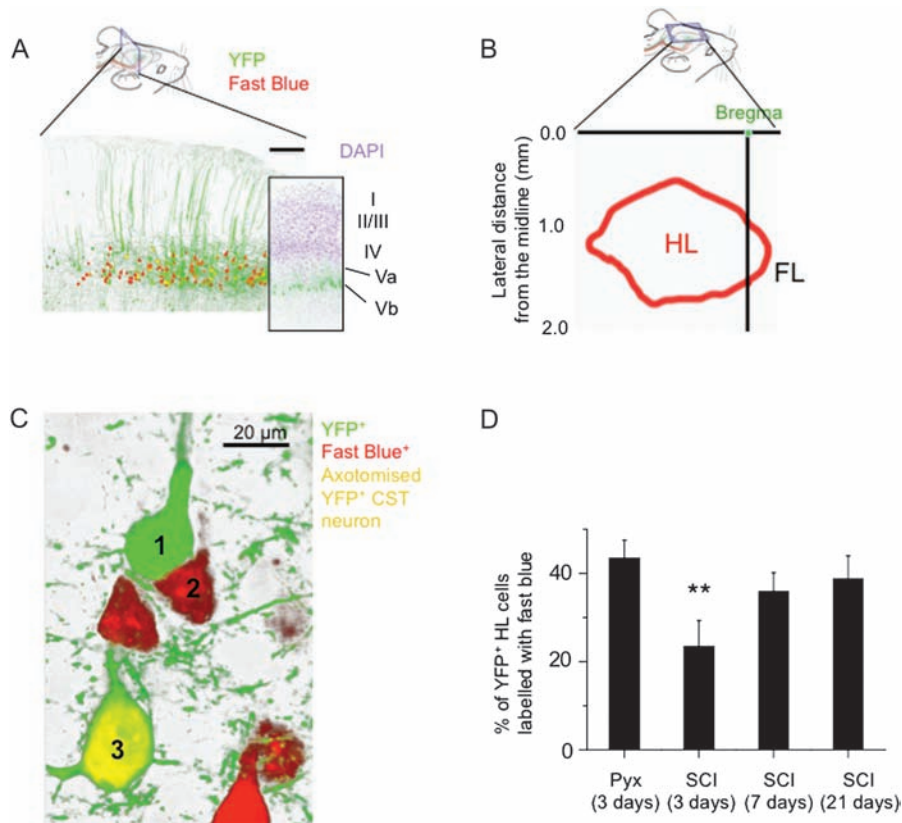 A
YFP
Fast Blue
DAPI
I
II/III
IV
Va
Vb
B
Bregma
0.0
1.0
2.0
Lateral distance
from the midline (mm)
HL
FL
C
20 µm
YFP⁺
Fast Blue⁺
Axotomised
YFP⁺ CST
neuron
1
2
3
D
% of YFP⁺ HL cells
labelled with fast blue
40
20
0
**
Pyx
(3 days)
SCI
(3 days)
SCI
(7 days)
SCI
(21 days)